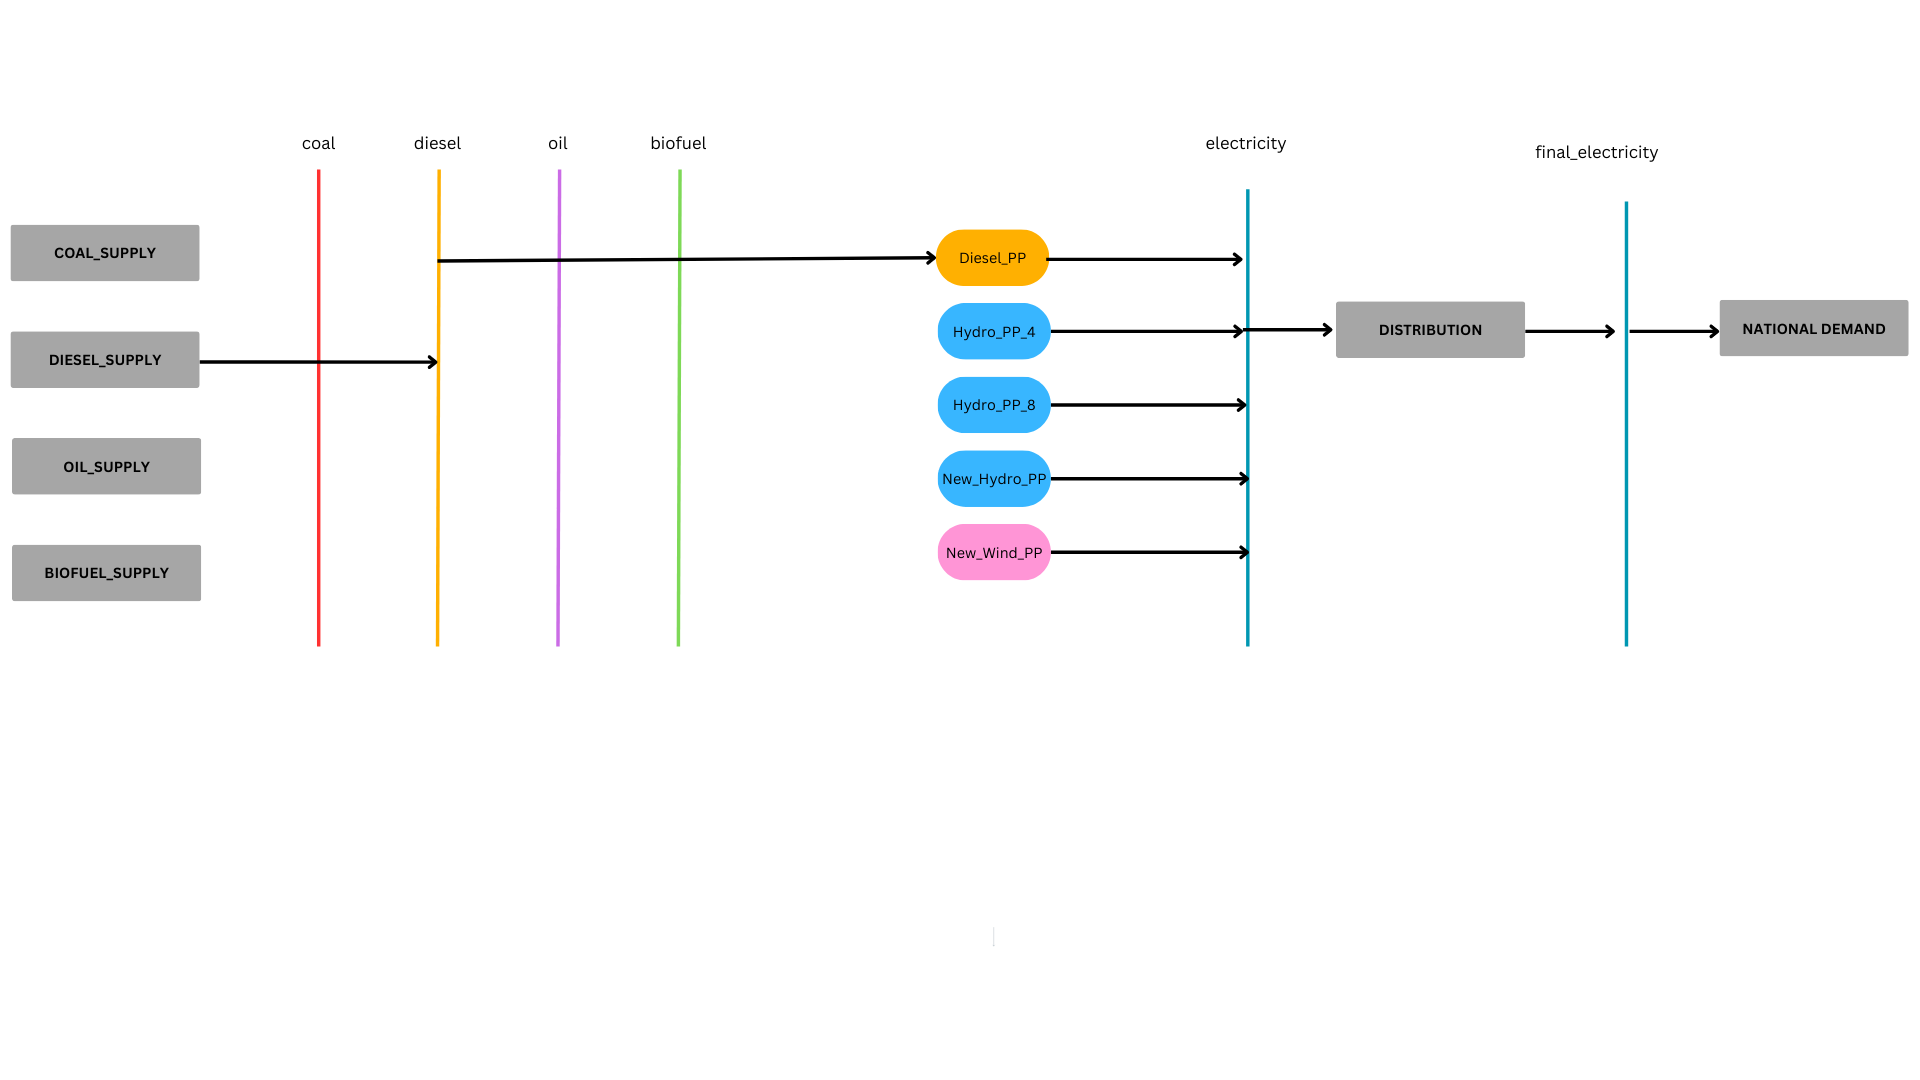 coal
diesel
oil
biofuel
electricity
final_electricity
COAL_SUPPLY
DIESEL_SUPPLY
OIL_SUPPLY
BIOFUEL_SUPPLY
Diesel_PP
Hydro_PP_4
Hydro_PP_8
New_Hydro_PP
New_Wind_PP
DISTRIBUTION
NATIONAL DEMAND